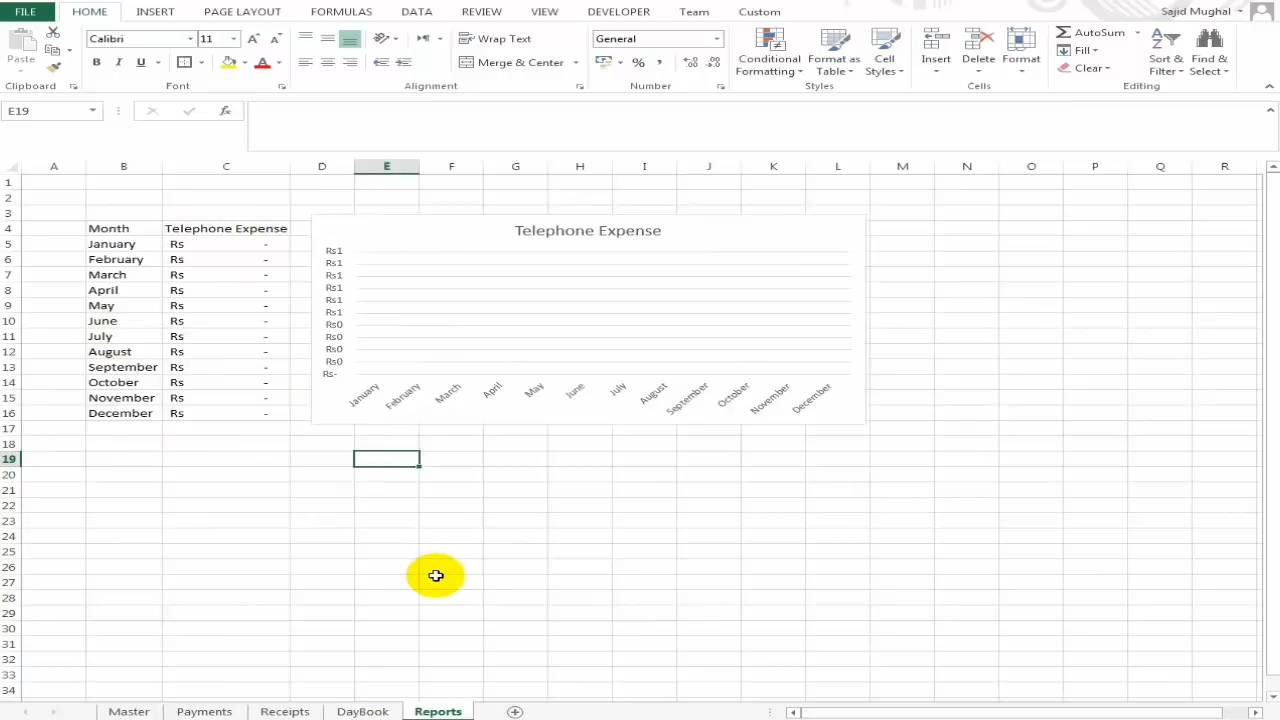 FILE HOME INSERT PAGE LAYOUT FORMULAS DATA REVIEW VIEW DEVELOPER Team Custom Sajid Mughal
Paste Calibri 11 A A Wrap Text General Conditional Formatting Format as Table Cell Styles Insert Delete Format AutoSum Sort & Filter Find & Select
B I U A Merge & Center % , Fill
Clear
Clipboard Font Alignment Number Styles Cells Editing
E19 fx
A B C D E F G H I J K L M N O P Q R
1
2
3
4 Month Telephone Expense
5 January Rs -
6 February Rs -
7 March Rs -
8 April Rs -
9 May Rs -
10 June Rs -
11 July Rs -
12 August Rs -
13 September Rs -
14 October Rs -
15 November Rs -
16 December Rs -
17
18
19
20
21
22
23
24
25
26
27
28
29
30
31
32
33
34
Telephone Expense
Rs1
Rs1
Rs1
Rs1
Rs1
Rs1
Rs0
Rs0
Rs0
Rs0
Rs-
January February March April May June July August September October November December
Master Payments Receipts DayBook Reports